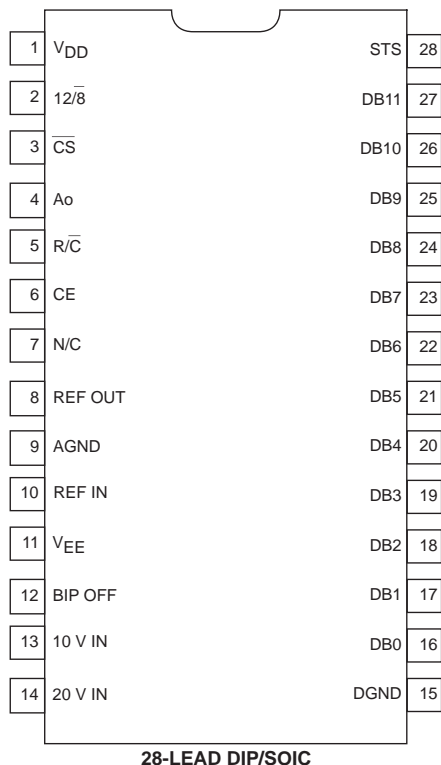 1 VDD STS 28
2 12/8̅ DB11 27
3 C̅S̅ DB10 26
4 Ao DB9 25
5 R/C̅ DB8 24
6 CE DB7 23
7 N/C DB6 22
8 REF OUT DB5 21
9 AGND DB4 20
10 REF IN DB3 19
11 VEE DB2 18
12 BIP OFF DB1 17
13 10 V IN DB0 16
14 20 V IN DGND 15
28-LEAD DIP/SOIC